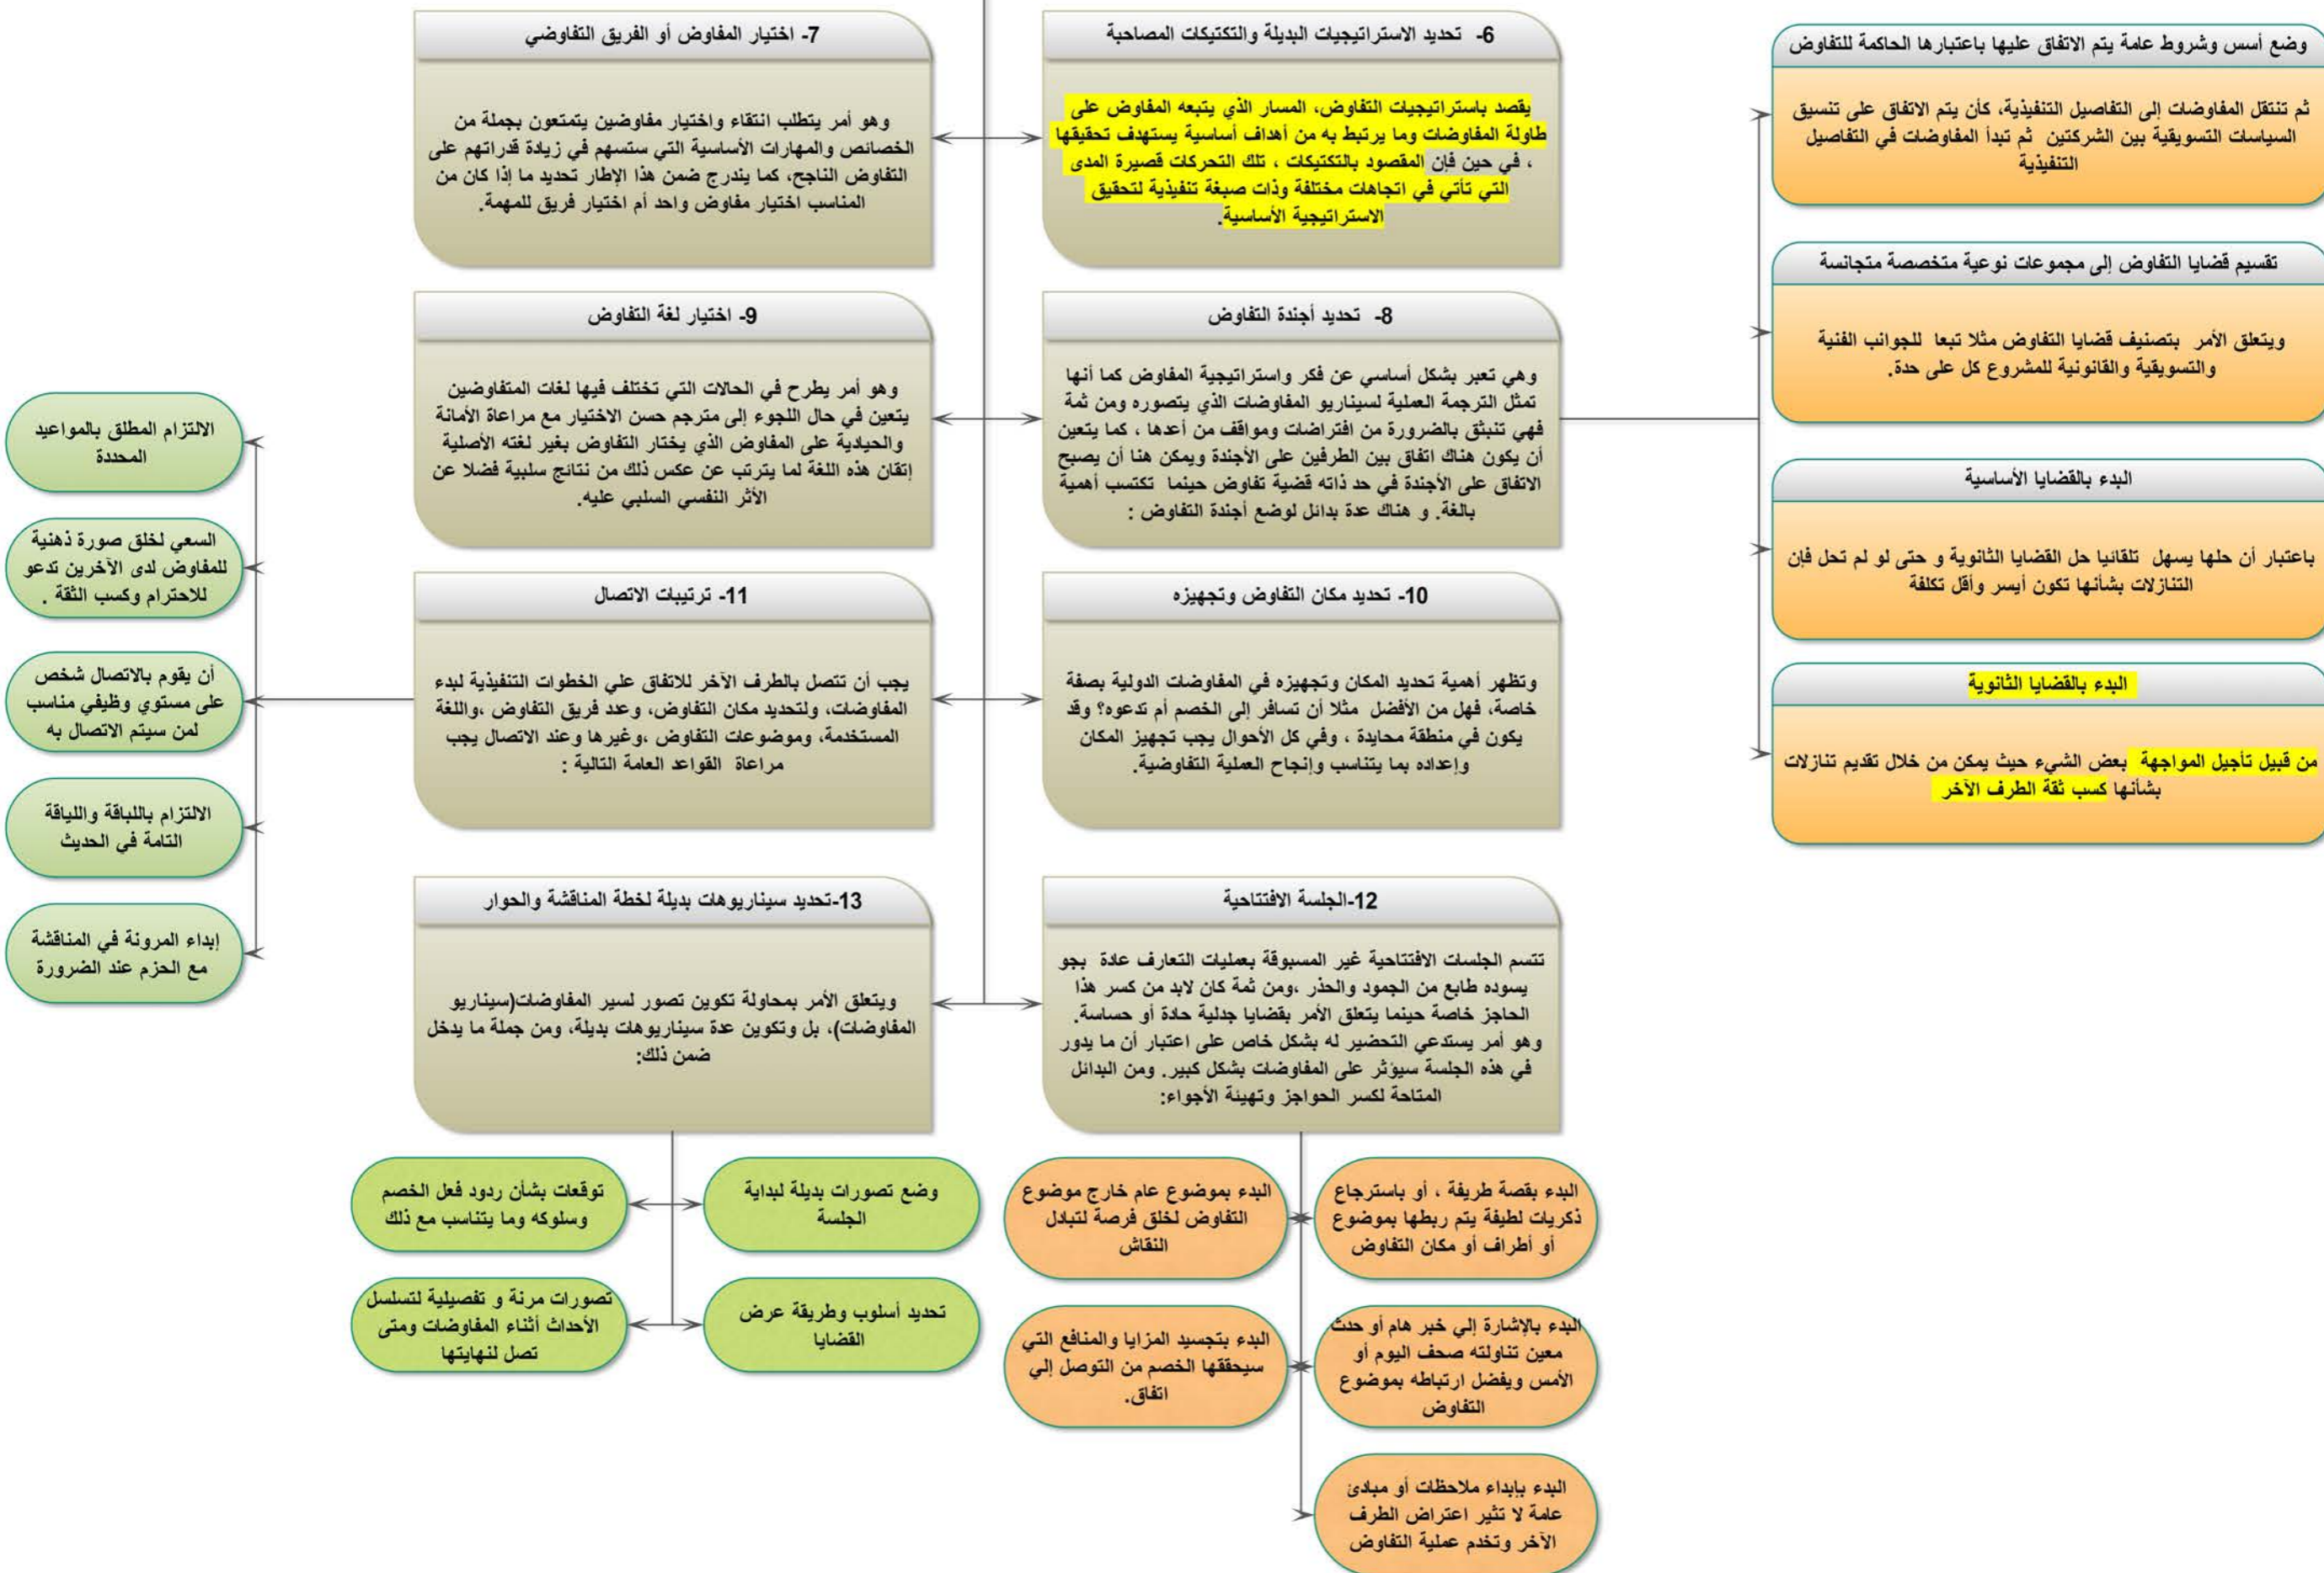 6- تحديد الاستراتيجيات البديلة والتكتيكات المصاحبة
يقصد باستراتيجيات التفاوض، المسار الذي يتبعه المفاوض على
طاولة المفاوضات وما يرتبط به من أهداف أساسية يستهدف تحقيقها
، في حين فإن المقصود بالتكتيكات ، تلك التحركات قصيرة المدى
التي تأتي في اتجاهات مختلفة وذات صبغة تنفيذية لتحقيق
الاستراتيجية الأساسية.
7- اختيار المفاوض أو الفريق التفاوضي
وهو أمر يتطلب انتقاء واختيار مفاوضين يتمتعون بجملة من
الخصائص والمهارات الأساسية التي ستسهم في زيادة قدراتهم على
التفاوض الناجح، كما يندرج ضمن هذا الإطار تحديد ما إذا كان من
المناسب اختيار مفاوض واحد أم اختيار فريق للمهمة.
8- تحديد أجندة التفاوض
وهي تعبر بشكل أساسي عن فكر واستراتيجية المفاوض كما أنها
تمثل الترجمة العملية لسيناريو المفاوضات الذي يتصوره ومن ثمة
فهي تنبثق بالضرورة من افتراضات ومواقف من أعدها ، كما يتعين
أن يكون هناك اتفاق بين الطرفين على الأجندة ويمكن هنا أن يصبح
الاتفاق على الأجندة في حد ذاته قضية تفاوض حينما تكتسب أهمية
بالغة. و هناك عدة بدائل لوضع أجندة التفاوض :
وضع أسس وشروط عامة يتم الاتفاق عليها باعتبارها الحاكمة للتفاوض
ثم تنتقل المفاوضات إلى التفاصيل التنفيذية، كأن يتم الاتفاق على تنسيق
السياسات التسويقية بين الشركتين ثم تبدأ المفاوضات في التفاصيل
التنفيذية
تقسيم قضايا التفاوض إلى مجموعات نوعية متخصصة متجانسة
ويتعلق الأمر بتصنيف قضايا التفاوض مثلا تبعا للجوانب الفنية
والتسويقية والقانونية للمشروع كل على حدة.
البدء بالقضايا الأساسية
باعتبار أن حلها يسهل تلقائيا حل القضايا الثانوية و حتى لو لم تحل فإن
التنازلات بشأنها تكون أيسر وأقل تكلفة
البدء بالقضايا الثانوية
من قبيل تأجيل المواجهة بعض الشيء حيث يمكن من خلال تقديم تنازلات
بشأنها كسب ثقة الطرف الآخر
9- اختيار لغة التفاوض
وهو أمر يطرح في الحالات التي تختلف فيها لغات المتفاوضين
يتعين في حال اللجوء إلى مترجم حسن الاختيار مع مراعاة الأمانة
والحيادية على المفاوض الذي يختار التفاوض بغير لغته الأصلية
إتقان هذه اللغة لما يترتب عن عكس ذلك من نتائج سلبية فضلا عن
الأثر النفسي السلبي عليه.
10- تحديد مكان التفاوض وتجهيزه
وتظهر أهمية تحديد المكان وتجهيزه في المفاوضات الدولية بصفة
خاصة، فهل من الأفضل مثلا أن تسافر إلى الخصم أم تدعوه؟ وقد
يكون في منطقة محايدة ، وفي كل الأحوال يجب تجهيز المكان
وإعداده بما يتناسب وإنجاح العملية التفاوضية.
11- ترتيبات الاتصال
يجب أن تتصل بالطرف الآخر للاتفاق علي الخطوات التنفيذية لبدء
المفاوضات، ولتحديد مكان التفاوض، وعدد فريق التفاوض ،واللغة
المستخدمة، وموضوعات التفاوض ،وغيرها وعند الاتصال يجب
مراعاة القواعد العامة التالية :
الالتزام المطلق بالمواعيد
المحددة
السعي لخلق صورة ذهنية
للمفاوض لدى الآخرين تدعو
للاحترام وكسب الثقة .
أن يقوم بالاتصال شخص
على مستوي وظيفي مناسب
لمن سيتم الاتصال به
الالتزام باللباقة واللياقة
التامة في الحديث
إبداء المرونة في المناقشة
مع الحزم عند الضرورة
12-الجلسة الافتتاحية
تتسم الجلسات الافتتاحية غير المسبوقة بعمليات التعارف عادة بجو
يسوده طابع من الجمود والحذر ،ومن ثمة كان لابد من كسر هذا
الحاجز خاصة حينما يتعلق الأمر بقضايا جدلية حادة أو حساسة.
وهو أمر يستدعي التحضير له بشكل خاص على اعتبار أن ما يدور
في هذه الجلسة سيؤثر على المفاوضات بشكل كبير. ومن البدائل
المتاحة لكسر الحواجز وتهيئة الأجواء:
البدء بقصة طريفة ، أو باسترجاع
ذكريات لطيفة يتم ربطها بموضوع
أو أطراف أو مكان التفاوض
البدء بموضوع عام خارج موضوع
التفاوض لخلق فرصة لتبادل
النقاش
البدء بالإشارة إلي خبر هام أو حدث
معين تناولته صحف اليوم أو
الأمس ويفضل ارتباطه بموضوع
التفاوض
البدء بتجسيد المزايا والمنافع التي
سيحققها الخصم من التوصل إلي
اتفاق.
البدء بإبداء ملاحظات أو مبادئ
عامة لا تثير اعتراض الطرف
الآخر وتخدم عملية التفاوض
13-تحديد سيناريوهات بديلة لخطة المناقشة والحوار
ويتعلق الأمر بمحاولة تكوين تصور لسير المفاوضات(سيناريو
المفاوضات)، بل وتكوين عدة سيناريوهات بديلة، ومن جملة ما يدخل
ضمن ذلك:
وضع تصورات بديلة لبداية
الجلسة
توقعات بشأن ردود فعل الخصم
وسلوكه وما يتناسب مع ذلك
تحديد أسلوب وطريقة عرض
القضايا
تصورات مرنة و تفصيلية لتسلسل
الأحداث أثناء المفاوضات ومتى
تصل لنهايتها